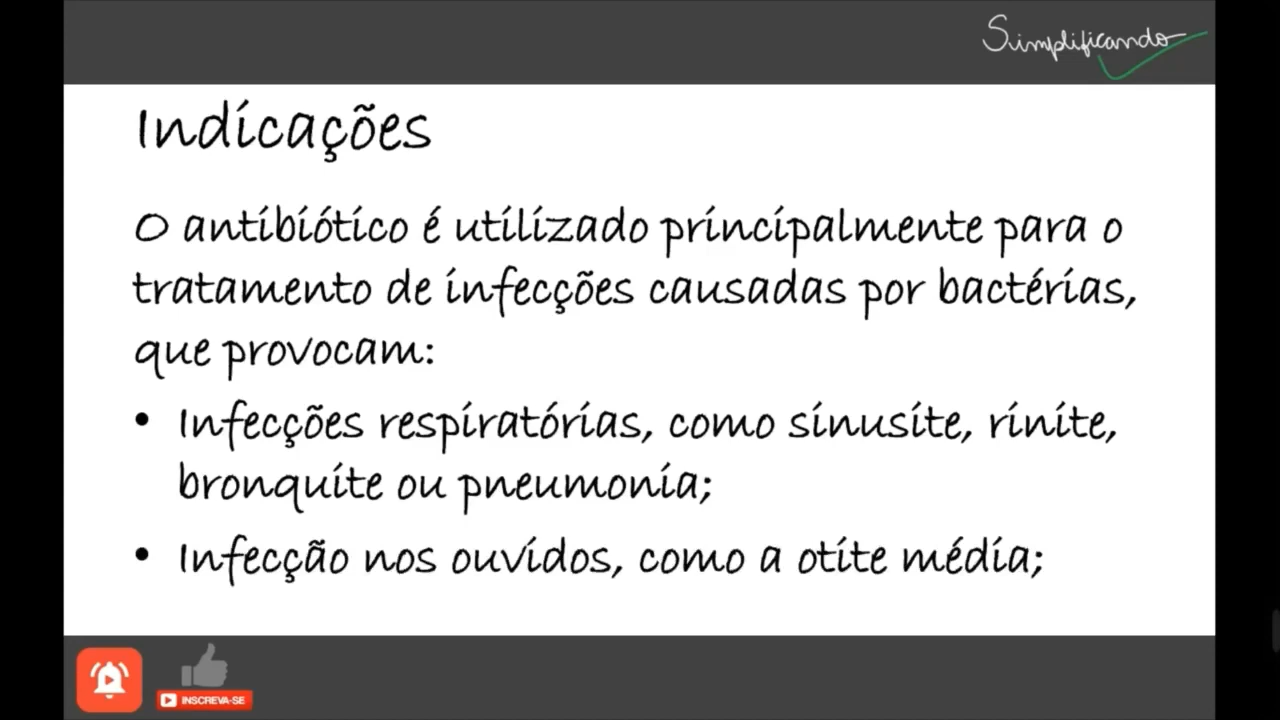 Simplificando
Indicações
O antibiótico é utilizado principalmente para o
tratamento de infecções causadas por bactérias,
que provocam:
• Infecções respiratórias, como sinusite, rinite,
bronquite ou pneumonia;
• Infecção nos ouvidos, como a otite média;
INSCREVA-SE